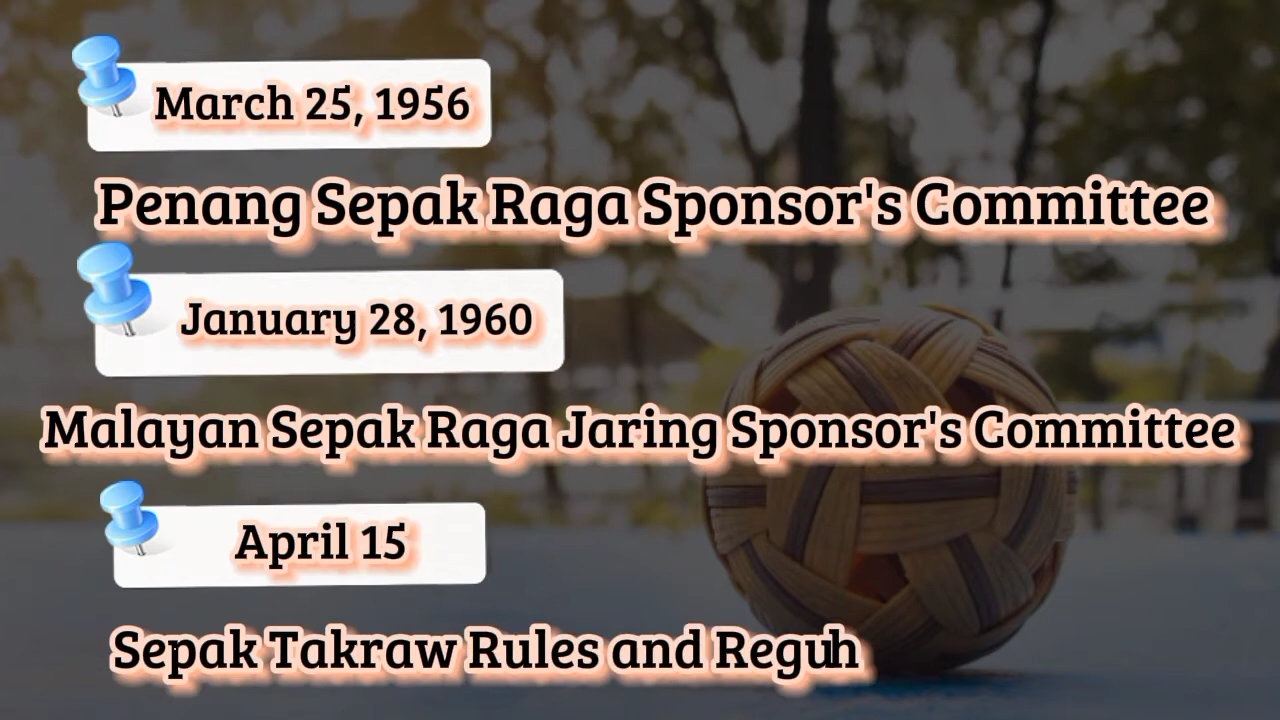 March 25, 1956
Penang Sepak Raga Sponsor's Committee
January 28, 1960
Malayan Sepak Raga Jaring Sponsor's Committee
April 15
Sepak Takraw Rules and